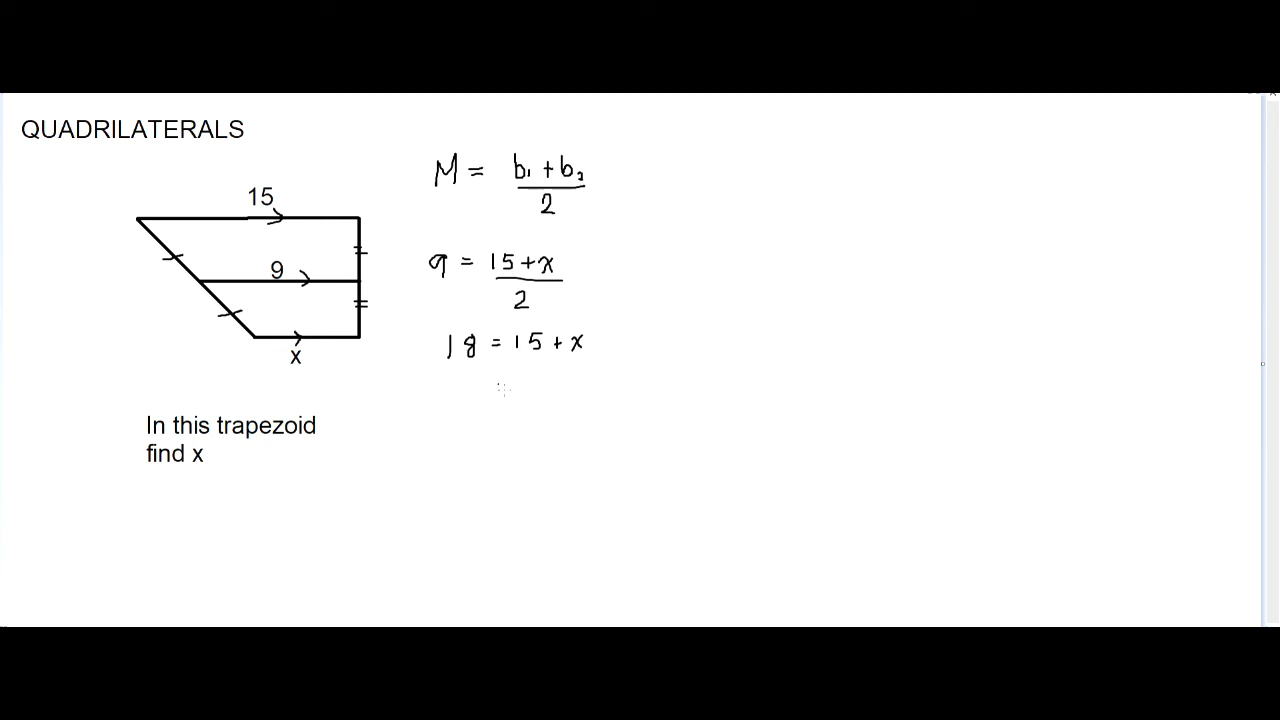 QUADRILATERALS
15
9
x
In this trapezoid
find x
M = b₁ + b₂
2
9 = 15 + x
2
18 = 15 + x